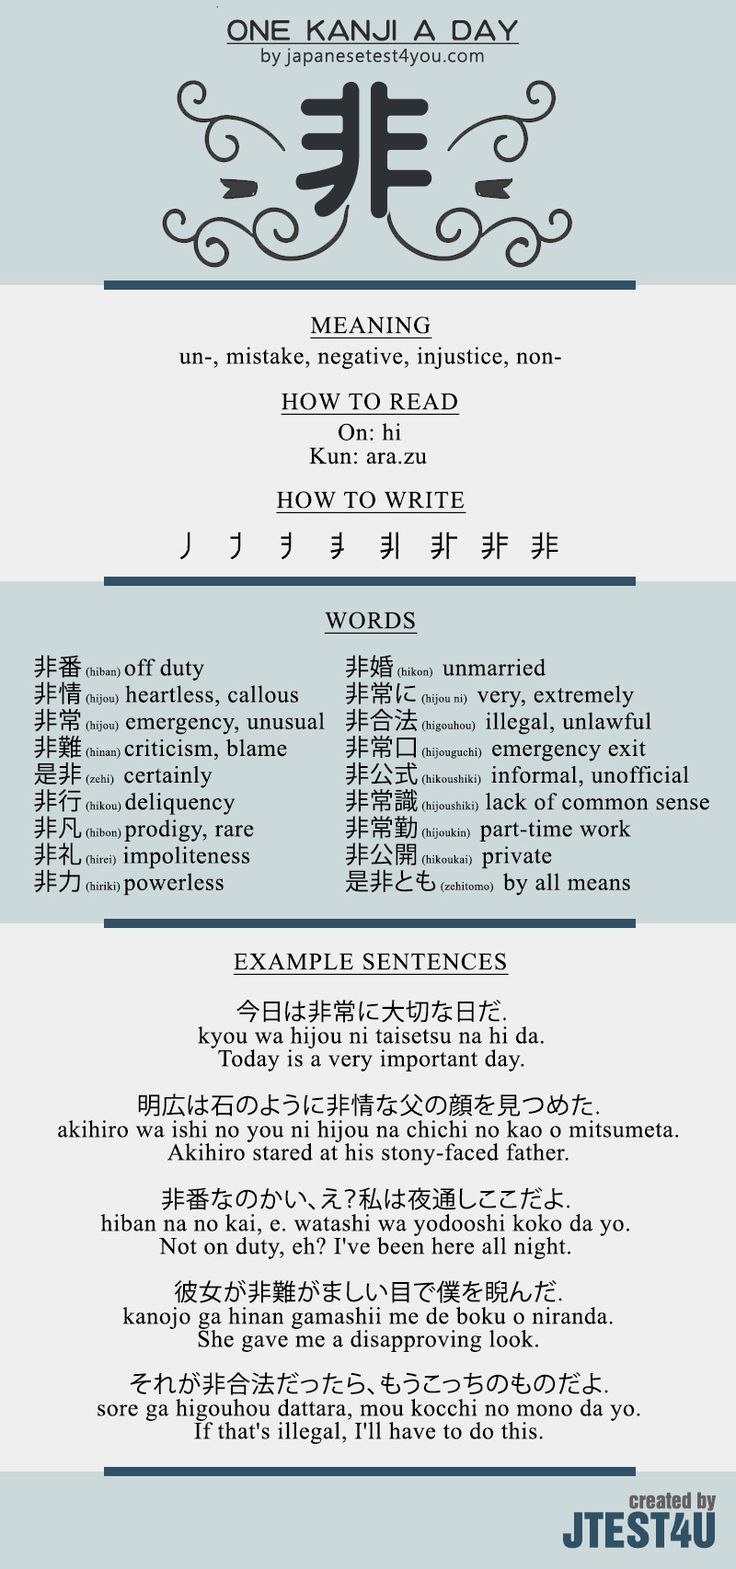 ONE KANJI A DAY
by japanesetest4you.com
非
MEANING
un-, mistake, negative, injustice, non-
HOW TO READ
On: hi
Kun: ara.zu
HOW TO WRITE
非
WORDS
非番 (hiban) off duty
非情 (hijou) heartless, callous
非常 (hijou) emergency, unusual
非難 (hinan) criticism, blame
是非 (zehi) certainly
非行 (hikou) deliquency
非凡 (hibon) prodigy, rare
非礼 (hirei) impoliteness
非力 (hiriki) powerless
非婚 (hikon) unmarried
非常に (hijou ni) very, extremely
非合法 (higouhou) illegal, unlawful
非常口 (hijouguchi) emergency exit
非公式 (hikoushiki) informal, unofficial
非常識 (hijoushiki) lack of common sense
非常勤 (hijoukin) part-time work
非公開 (hikoukai) private
是非とも (zehitomo) by all means
EXAMPLE SENTENCES
今日は非常に大切な日だ.
kyou wa hijou ni taisetsu na hi da.
Today is a very important day.
明広は石のように非情な父の顔を見つめた.
akihiro wa ishi no you ni hijou na chichi no kao o mitsumeta.
Akihiro stared at his stony-faced father.
非番なのかい､え?私は夜通しここだよ.
hiban na no kai, e. watashi wa yodooshi koko da yo.
Not on duty, eh? I've been here all night.
彼女が非難がましい目で僕を睨んだ.
kanojo ga hinan gamashii me de boku o niranda.
She gave me a disapproving look.
それが非合法だったら､もうこっちのものだよ.
sore ga higouhou dattara, mou kocchi no mono da yo.
If that's illegal, I'll have to do this.
created by
JTEST4U